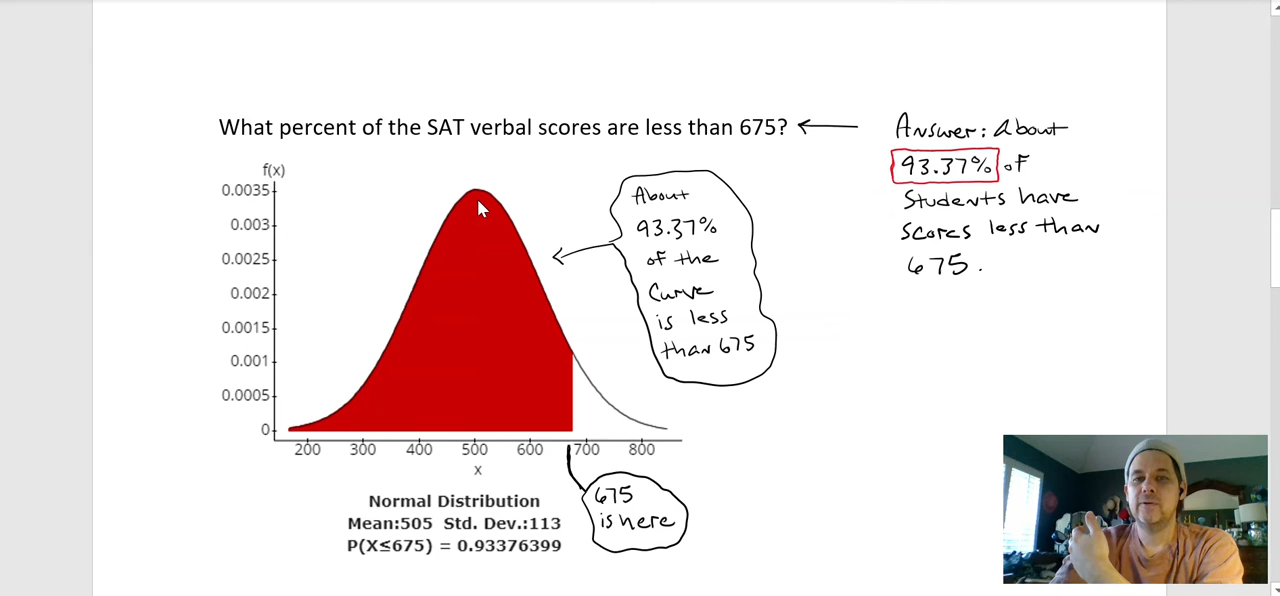 What percent of the SAT verbal scores are less than 675?
Answer: About
93.37% of
Students have
scores less than
675.
f(x)
0.0035
0.003
0.0025
0.002
0.0015
0.001
0.0005
0
About
93.37%
of the
Curve
is less
than 675
200 300 400 500 600 700 800
x
675
is here
Normal Distribution
Mean:505 Std. Dev.:113
P(X≤675) = 0.93376399